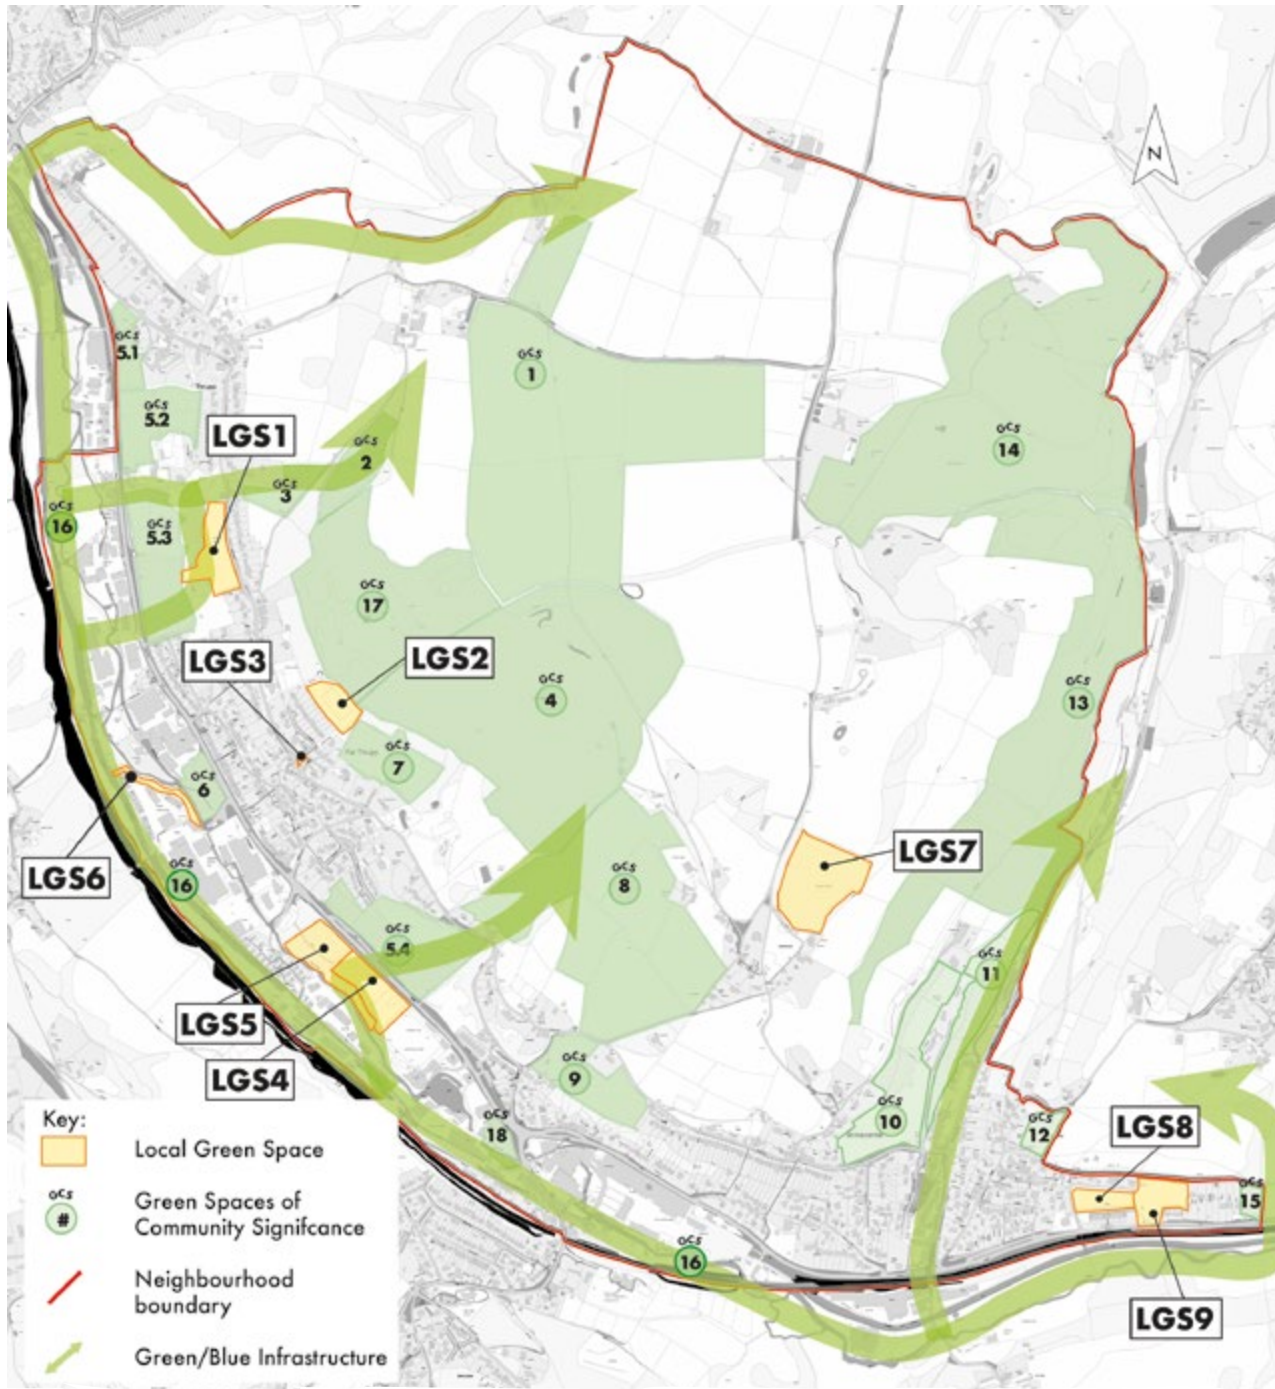 N
GCS
1
GCS
5.1
GCS
5.2
LGS1
GCS
2
GCS
3
GCS
14
GCS
16
GCS
5.3
GCS
17
LGS3
LGS2
GCS
4
GCS
13
GCS
7
GCS
6
LGS6
GCS
16
GCS
8
LGS7
GCS
5.4
GCS
11
LGS5
LGS4
GCS
9
GCS
10
GCS
18
GCS
12
LGS8
GCS
15
GCS
16
LGS9
Key:
Local Green Space
GCS
#
Green Spaces of
Community Signifcance
Neighbourhood
boundary
Green/Blue Infrastructure